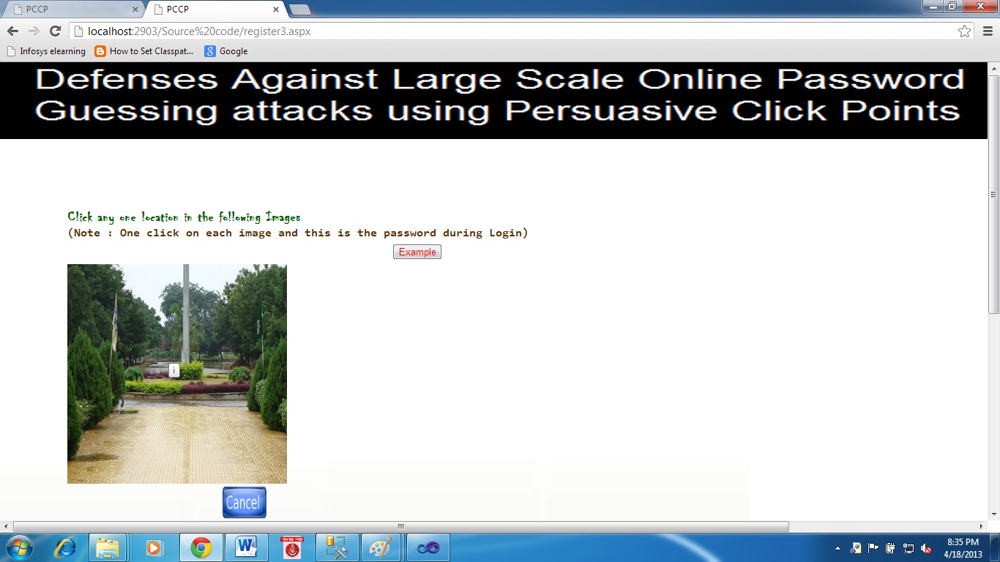 PCCP
PCCP
localhost:2903/Source%20code/register3.aspx
Infosys elearning
How to Set Classpat...
Google
Defenses Against Large Scale Online Password
Guessing attacks using Persuasive Click Points
Click any one location in the following Images
(Note : One click on each image and this is the password during Login)
Example
i
Cancel
8:35 PM
4/18/2013